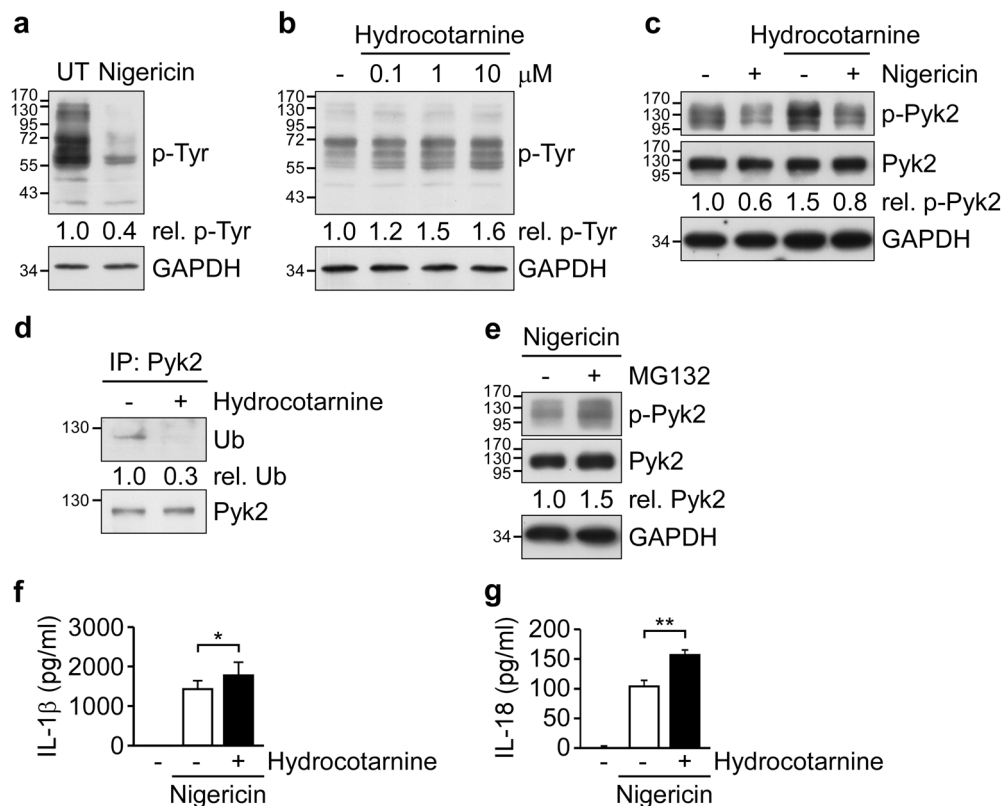 a
UT Nigericin
170
130
95
72
55
43
p-Tyr
1.0 0.4 rel. p-Tyr
34
GAPDH
b
Hydrocotarnine
- 0.1 1 10 μM
170
130
95
72
55
43
p-Tyr
1.0 1.2 1.5 1.6 rel. p-Tyr
34
GAPDH
c
Hydrocotarnine
- + - + Nigericin
170
130
95
p-Pyk2
170
130
95
Pyk2
1.0 0.6 1.5 0.8 rel. p-Pyk2
34
GAPDH
d
IP: Pyk2
- + Hydrocotarnine
130
Ub
1.0 0.3 rel. Ub
130
Pyk2
e
Nigericin
- + MG132
170
130
95
p-Pyk2
170
130
95
Pyk2
1.0 1.5 rel. Pyk2
34
GAPDH
f
IL-1β (pg/ml)
3000
2000
1000
0
*
- - + Hydrocotarnine
Nigericin
g
IL-18 (pg/ml)
200
150
100
50
0
**
- - + Hydrocotarnine
Nigericin